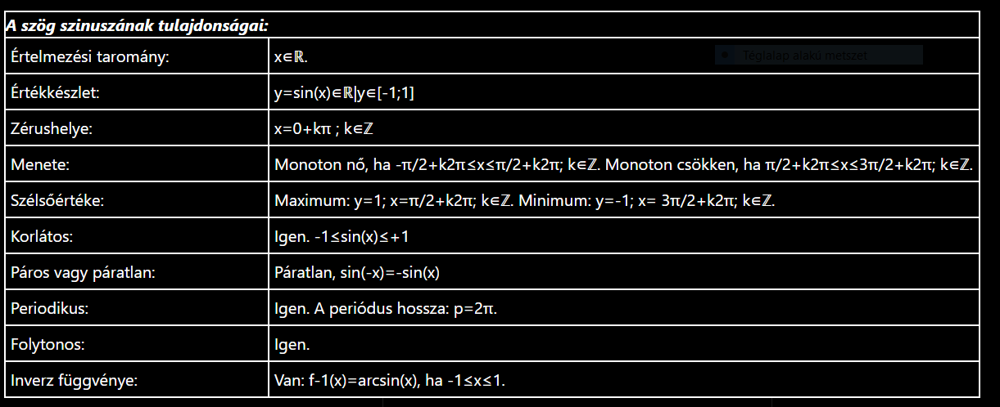 A szög szinuszának tulajdonságai:
Értelmezési taromány: x∈ℝ.
Téglalap alakú metszet
Értékkészlet: y=sin(x)∈ℝ|y∈[-1;1]
Zérushelye: x=0+kπ ; k∈ℤ
Menete: Monoton nő, ha -π/2+k2π≤x≤π/2+k2π; k∈ℤ. Monoton csökken, ha π/2+k2π≤x≤3π/2+k2π; k∈ℤ.
Szélsőértéke: Maximum: y=1; x=π/2+k2π; k∈ℤ. Minimum: y=-1; x= 3π/2+k2π; k∈ℤ.
Korlátos: Igen. -1≤sin(x)≤+1
Páros vagy páratlan: Páratlan, sin(-x)=-sin(x)
Periodikus: Igen. A periódus hossza: p=2π.
Folytonos: Igen.
Inverz függvénye: Van: f-1(x)=arcsin(x), ha -1≤x≤1.